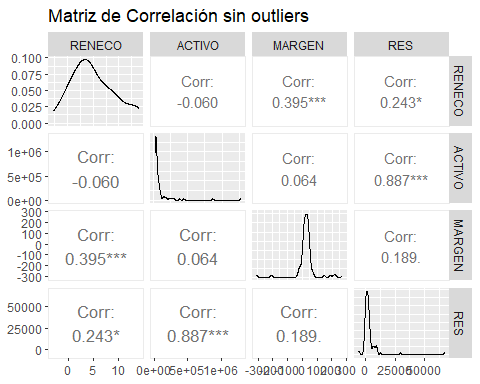 Matriz de Correlación sin outliers
RENECO ACTIVO MARGEN RES
0.100
0.075
0.050
0.025
0.000
Corr:
-0.060
Corr:
0.395***
Corr:
0.243*
RENECO
1e+06
5e+05
0e+00
Corr:
-0.060
Corr:
0.064
Corr:
0.887***
ACTIVO
300
200
100
0
-100
-200
-300
Corr:
0.395***
Corr:
0.064
Corr:
0.189.
MARGEN
50000
25000
0
Corr:
0.243*
Corr:
0.887***
Corr:
0.189.
RES
0 5 10
0e+00 5e+05 1e+06
-300 -200 -100 0 100 200 300
0 25000 50000